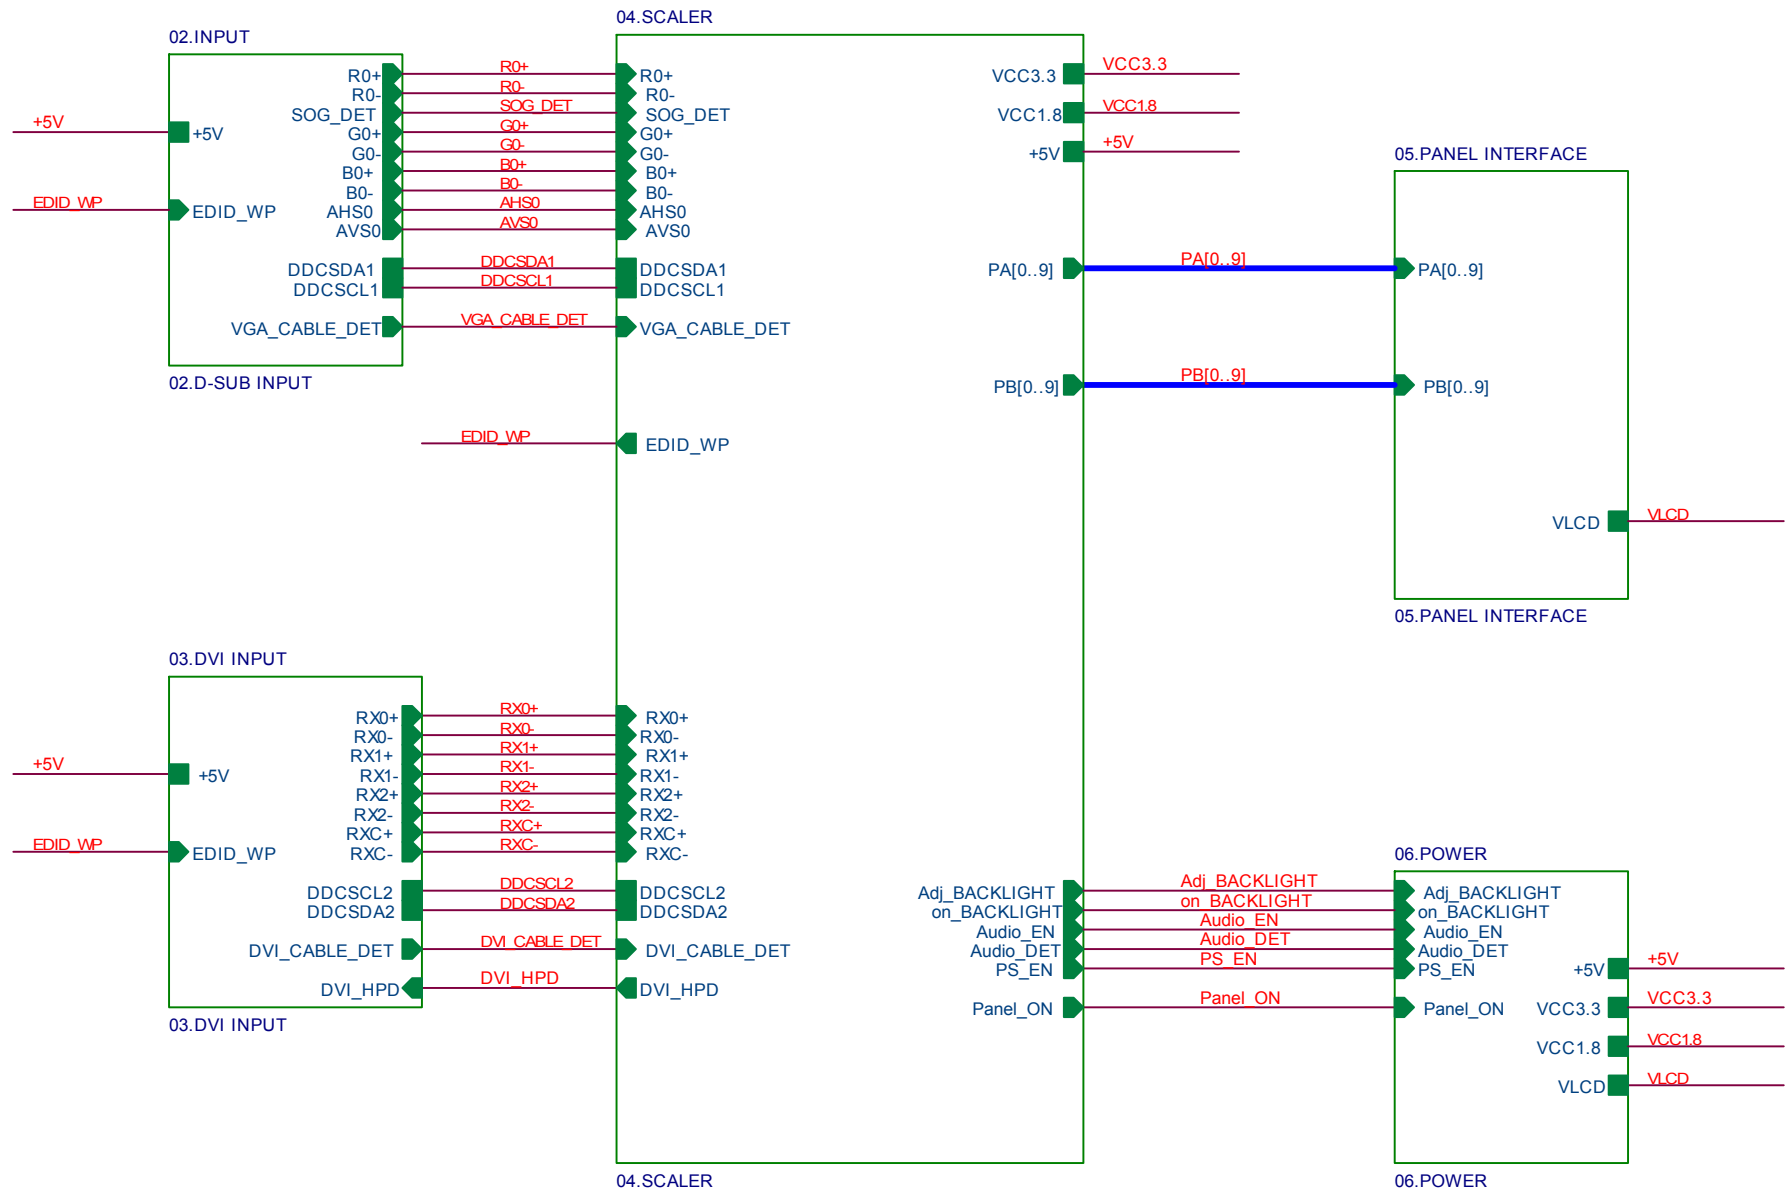 02.INPUT
+5V
+5V
EDID_WP
EDID_WP
R0+
R0-
SOG_DET
G0+
G0-
B0+
B0-
AHS0
AVS0
DDCSDA1
DDCSCL1
VGA_CABLE_DET
02.D-SUB INPUT
R0+
R0-
SOG_DET
G0+
G0-
B0+
B0-
AHS0
AVS0
DDCSDA1
DDCSCL1
VGA_CABLE_DET
EDID_WP
03.DVI INPUT
+5V
+5V
EDID_WP
EDID_WP
RX0+
RX0-
RX1+
RX1-
RX2+
RX2-
RXC+
RXC-
DDCSCL2
DDCSDA2
DVI_CABLE_DET
DVI_HPD
03.DVI INPUT
RX0+
RX0-
RX1+
RX1-
RX2+
RX2-
RXC+
RXC-
DDCSCL2
DDCSDA2
DVI_CABLE_DET
DVI_HPD
04.SCALER
R0+
R0-
SOG_DET
G0+
G0-
B0+
B0-
AHS0
AVS0
DDCSDA1
DDCSCL1
VGA_CABLE_DET
EDID_WP
RX0+
RX0-
RX1+
RX1-
RX2+
RX2-
RXC+
RXC-
DDCSCL2
DDCSDA2
DVI_CABLE_DET
DVI_HPD
VCC3.3
VCC1.8
+5V
PA[0..9]
PB[0..9]
Adj_BACKLIGHT
on_BACKLIGHT
Audio_EN
Audio_DET
PS_EN
Panel_ON
04.SCALER
VCC3.3
VCC1.8
+5V
PA[0..9]
PB[0..9]
Adj_BACKLIGHT
on_BACKLIGHT
Audio_EN
Audio_DET
PS_EN
Panel_ON
05.PANEL INTERFACE
PA[0..9]
PB[0..9]
VLCD
VLCD
05.PANEL INTERFACE
06.POWER
Adj_BACKLIGHT
on_BACKLIGHT
Audio_EN
Audio_DET
PS_EN
Panel_ON
+5V
VCC3.3
VCC1.8
VLCD
+5V
VCC3.3
VCC1.8
VLCD
06.POWER